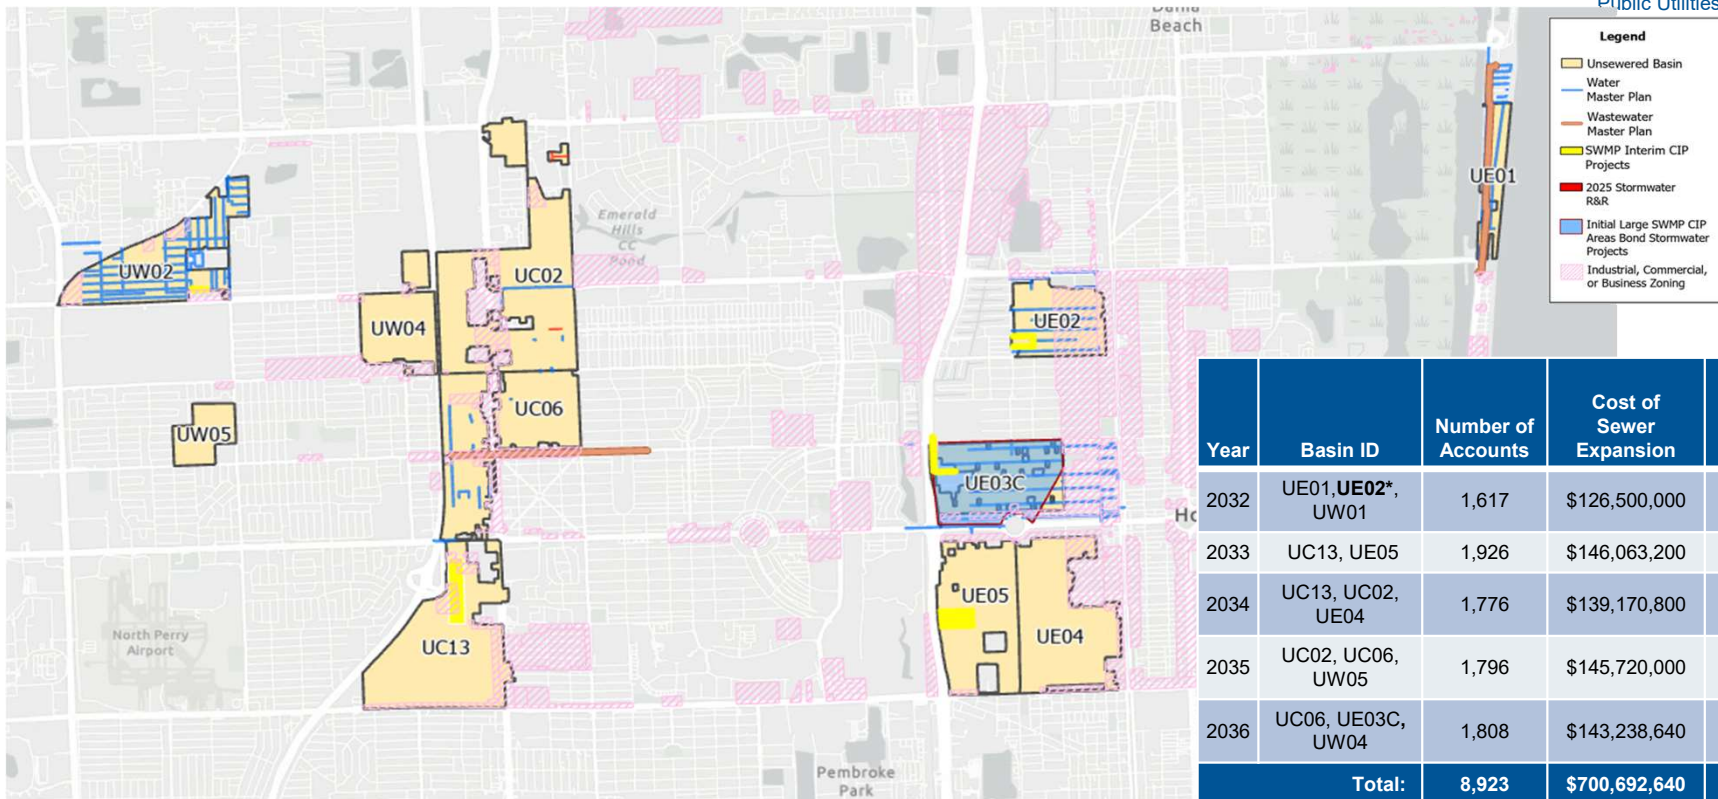 Public Utilities
Dania
Beach
Legend
Unsewered Basin
Water
Master Plan
Wastewater
Master Plan
SWMP Interim CIP
Projects
2025 Stormwater
R&R
Initial Large SWMP CIP
Areas Bond Stormwater
Projects
Industrial, Commercial,
or Business Zoning
UE01
Emerald
Hills
CC
Pond
UW02
UC02
UW04
UE02
UC06
UW05
UE03C
Ho
UE05
UE04
North Perry
Airport
UC13
Pembroke
Park
Year Basin ID Number of Accounts Cost of Sewer Expansion
2032 UE01,UE02*, UW01 1,617 $126,500,000
2033 UC13, UE05 1,926 $146,063,200
2034 UC13, UC02, UE04 1,776 $139,170,800
2035 UC02, UC06, UW05 1,796 $145,720,000
2036 UC06, UE03C, UW04 1,808 $143,238,640
Total: 8,923 $700,692,640